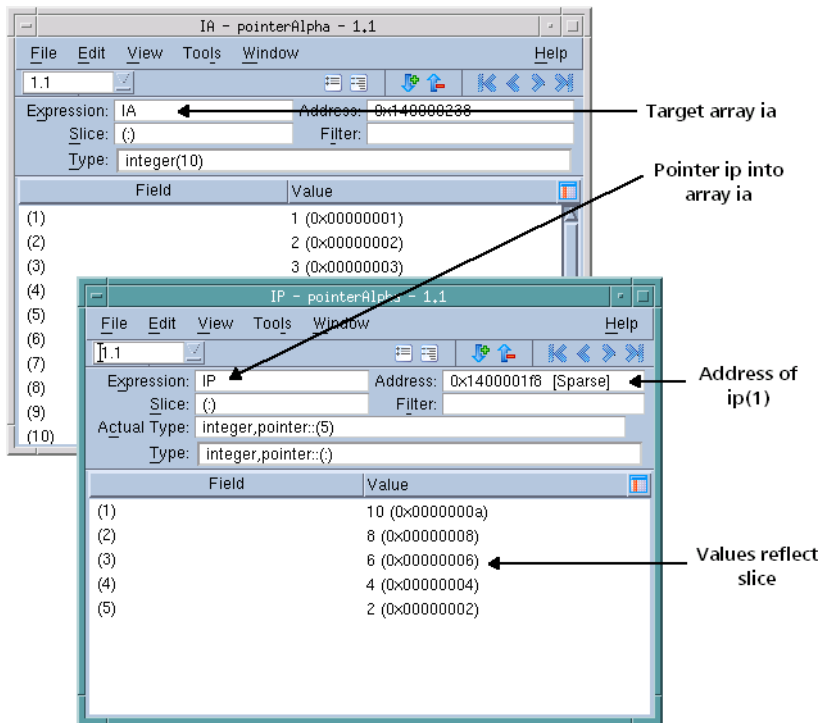 IA - pointerAlpha - 1.1
File Edit View Tools Window Help
1.1
Expression: IA Address: 0x140000238
Slice: (:) Filter:
Type: integer(10)
Field Value
(1) 1 (0x00000001)
(2) 2 (0x00000002)
(3) 3 (0x00000003)
(4)
(5)
(6)
(7)
(8)
(9)
(10)
IP - pointerAlpha - 1.1
File Edit View Tools Window Help
1.1
Expression: IP Address: 0x1400001f8 [Sparse]
Slice: (:) Filter:
Actual Type: integer,pointer::(5)
Type: integer,pointer::(:)
Field Value
(1) 10 (0x0000000a)
(2) 8 (0x00000008)
(3) 6 (0x00000006)
(4) 4 (0x00000004)
(5) 2 (0x00000002)
Target array ia
Pointer ip into
array ia
Address of
ip(1)
Values reflect
slice